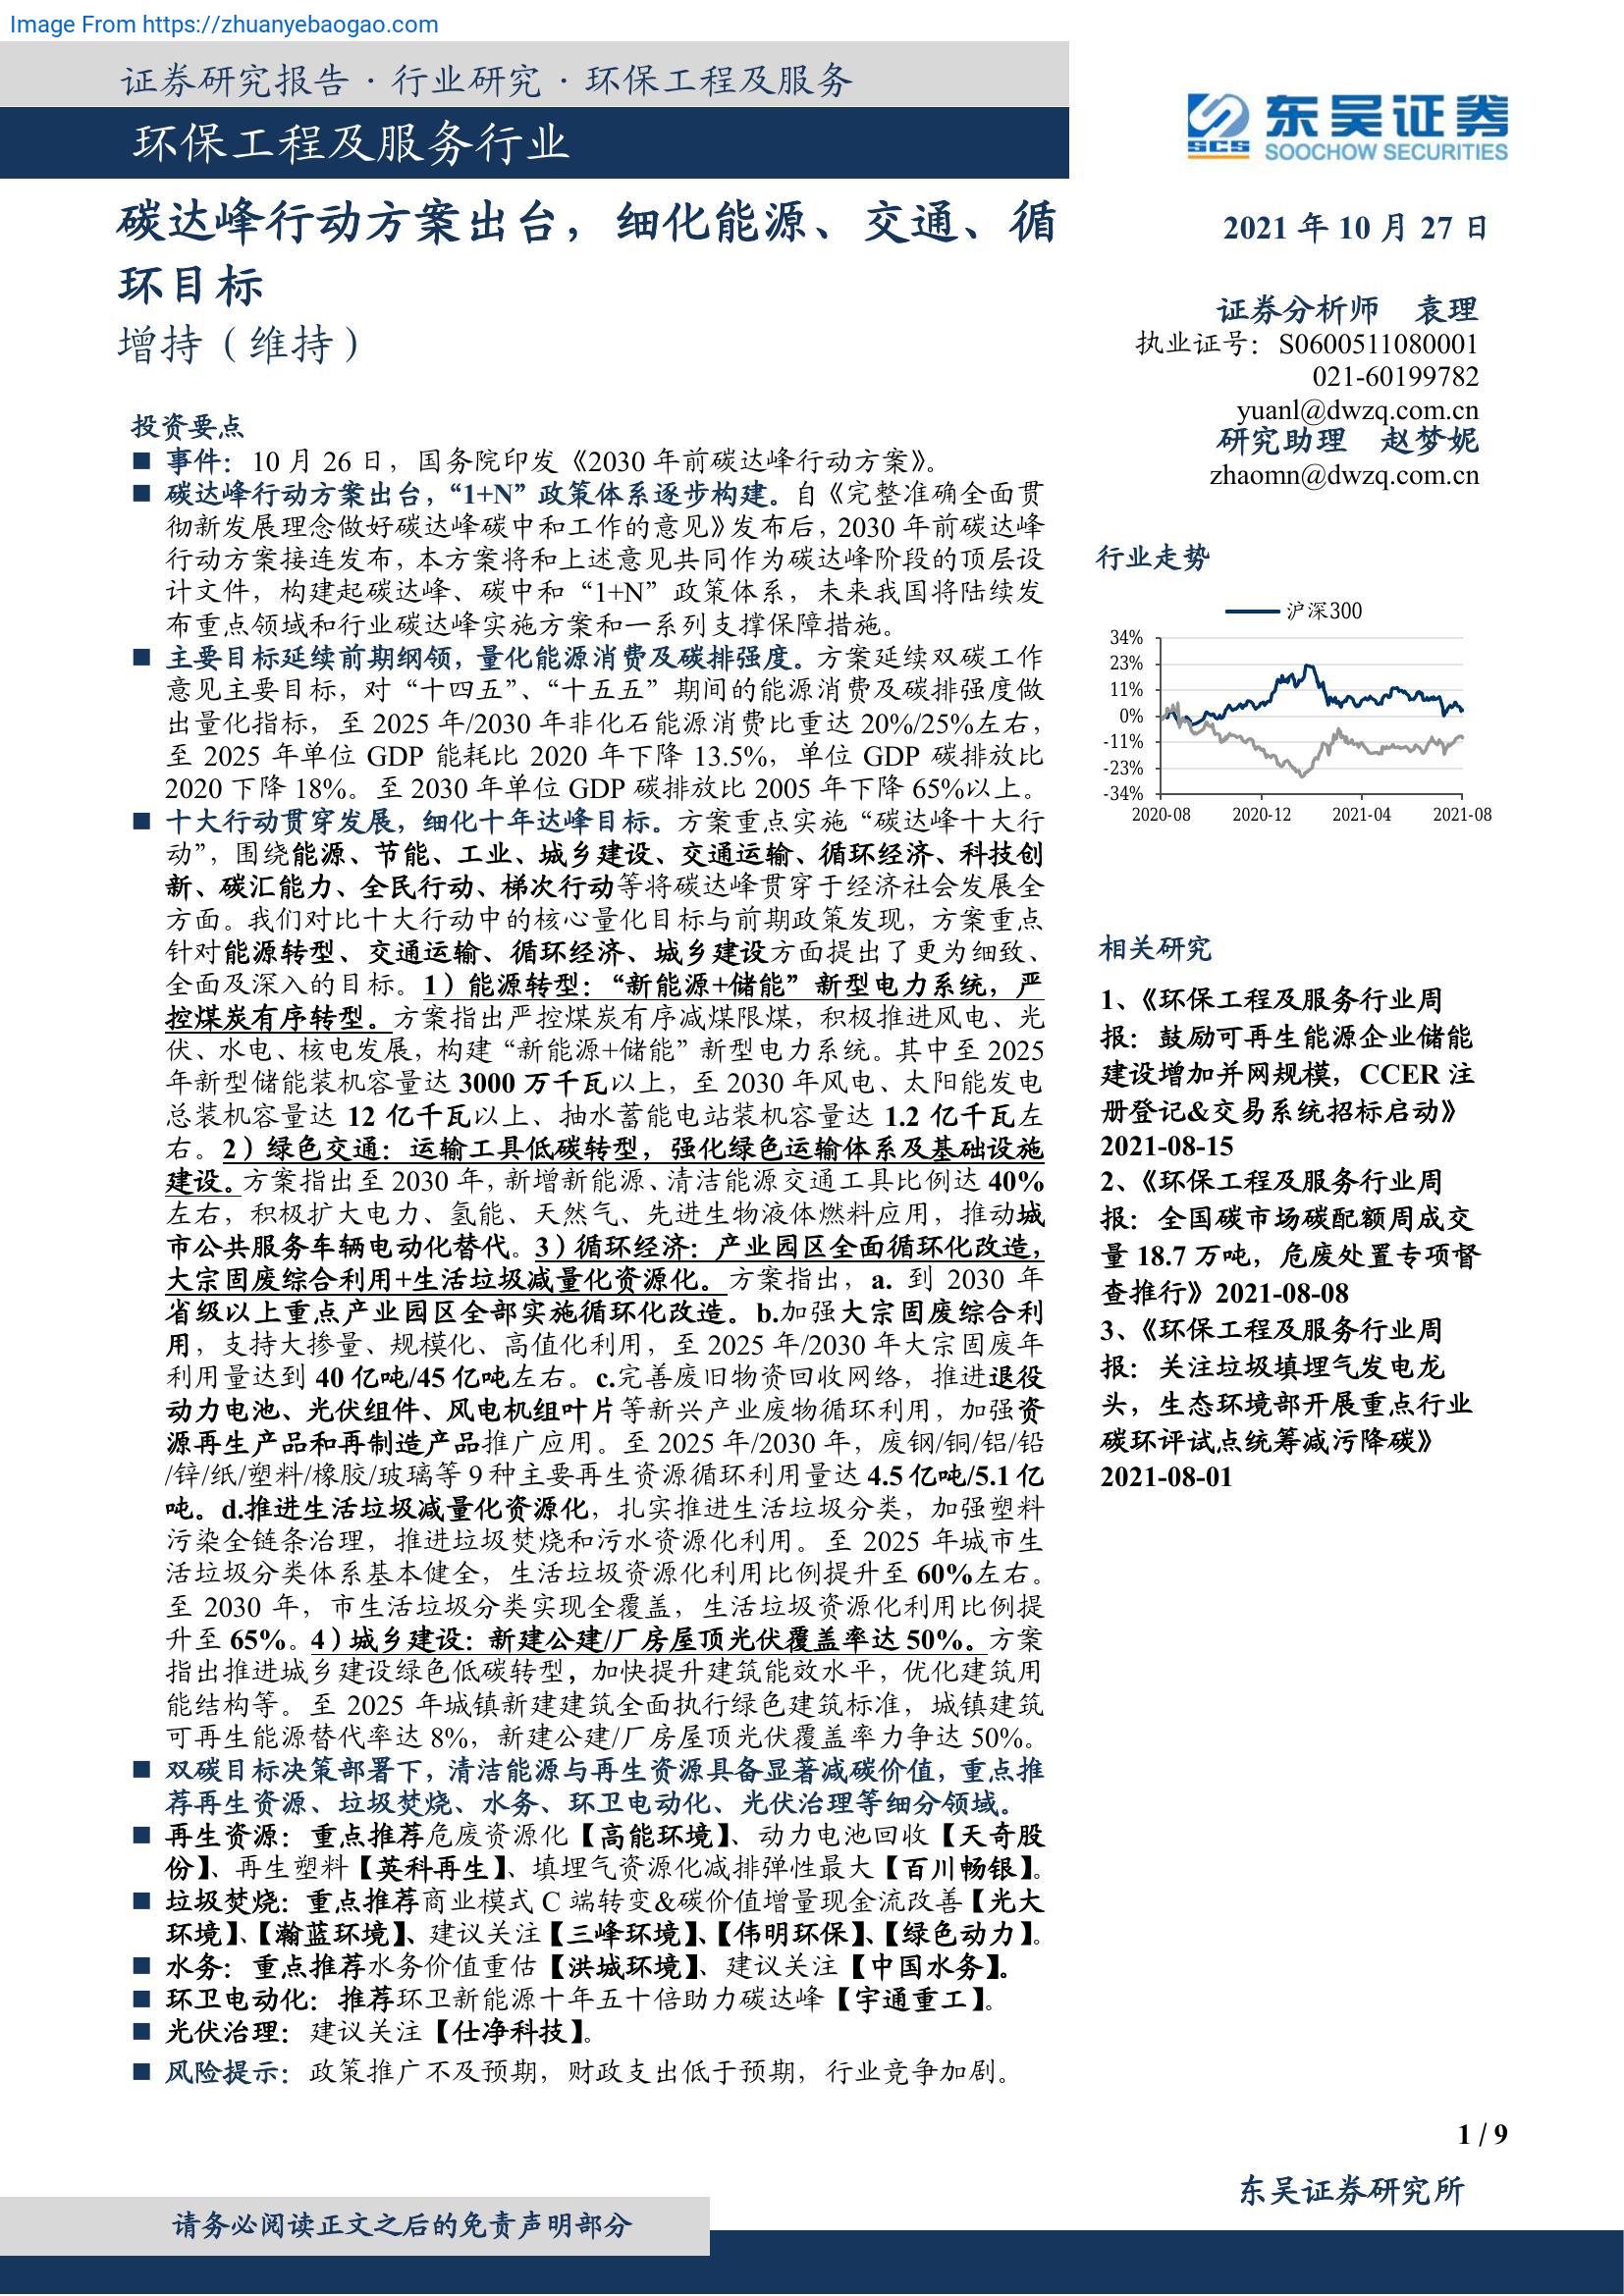 Image From https://zhuanyebaogao.com
证券研究报告·行业研究·环保工程及服务
环保工程及服务行业
SCS
东吴证券
SOOCHOW SECURITIES
碳达峰行动方案出台，细化能源、交通、循
环目标
增持（维持）
投资要点
■ 事件：10 月 26 日，国务院印发《2030 年前碳达峰行动方案》。
■ 碳达峰行动方案出台，“1+N”政策体系逐步构建。自《完整准确全面贯
彻新发展理念做好碳达峰碳中和工作的意见》发布后，2030 年前碳达峰
行动方案接连发布，本方案将和上述意见共同作为碳达峰阶段的顶层设
计文件，构建起碳达峰、碳中和“1+N”政策体系，未来我国将陆续发
布重点领域和行业碳达峰实施方案和一系列支撑保障措施。
■ 主要目标延续前期纲领，量化能源消费及碳排强度。方案延续双碳工作
意见主要目标，对“十四五”、“十五五”期间的能源消费及碳排强度做
出量化指标，至 2025 年/2030 年非化石能源消费比重达 20%/25%左右，
至 2025 年单位 GDP 能耗比 2020 年下降 13.5%，单位 GDP 碳排放比
2020 下降 18%。至 2030 年单位 GDP 碳排放比 2005 年下降 65%以上。
■ 十大行动贯穿发展，细化十年达峰目标。方案重点实施“碳达峰十大行
动”，围绕能源、节能、工业、城乡建设、交通运输、循环经济、科技创
新、碳汇能力、全民行动、梯次行动等将碳达峰贯穿于经济社会发展全
方面。我们对比十大行动中的核心量化目标与前期政策发现，方案重点
针对能源转型、交通运输、循环经济、城乡建设方面提出了更为细致、
全面及深入的目标。1）能源转型：“新能源+储能”新型电力系统，严
控煤炭有序转型。方案指出严控煤炭有序减煤限煤，积极推进风电、光
伏、水电、核电发展，构建“新能源+储能”新型电力系统。其中至 2025
年新型储能装机容量达 3000 万千瓦以上，至 2030 年风电、太阳能发电
总装机容量达 12 亿千瓦以上、抽水蓄能电站装机容量达 1.2 亿千瓦左
右。2）绿色交通：运输工具低碳转型，强化绿色运输体系及基础设施
建设。方案指出至 2030 年，新增新能源、清洁能源交通工具比例达 40%
左右，积极扩大电力、氢能、天然气、先进生物液体燃料应用，推动城
市公共服务车辆电动化替代。3）循环经济：产业园区全面循环化改造，
大宗固废综合利用+生活垃圾减量化资源化。方案指出，a. 到 2030 年
省级以上重点产业园区全部实施循环化改造。b.加强大宗固废综合利
用，支持大掺量、规模化、高值化利用，至 2025 年/2030 年大宗固废年
利用量达到 40 亿吨/45 亿吨左右。c.完善废旧物资回收网络，推进退役
动力电池、光伏组件、风电机组叶片等新兴产业废物循环利用，加强资
源再生产品和再制造产品推广应用。至 2025 年/2030 年，废钢/铜/铝/铅
/锌/纸/塑料/橡胶/玻璃等 9 种主要再生资源循环利用量达 4.5 亿吨/5.1 亿
吨。d.推进生活垃圾减量化资源化，扎实推进生活垃圾分类，加强塑料
污染全链条治理，推进垃圾焚烧和污水资源化利用。至 2025 年城市生
活垃圾分类体系基本健全，生活垃圾资源化利用比例提升至 60%左右。
至 2030 年，市生活垃圾分类实现全覆盖，生活垃圾资源化利用比例提
升至 65%。4）城乡建设：新建公建/厂房屋顶光伏覆盖率达 50%。方案
指出推进城乡建设绿色低碳转型，加快提升建筑能效水平，优化建筑用
能结构等。至 2025 年城镇新建建筑全面执行绿色建筑标准，城镇建筑
可再生能源替代率达 8%，新建公建/厂房屋顶光伏覆盖率力争达 50%。
■ 双碳目标决策部署下，清洁能源与再生资源具备显著减碳价值，重点推
荐再生资源、垃圾焚烧、水务、环卫电动化、光伏治理等细分领域。
■ 再生资源：重点推荐危废资源化【高能环境】、动力电池回收【天奇股
份】、再生塑料【英科再生】、填埋气资源化减排弹性最大【百川畅银】。
■ 垃圾焚烧：重点推荐商业模式 C 端转变&碳价值增量现金流改善【光大
环境】、【瀚蓝环境】、建议关注【三峰环境】、【伟明环保】、【绿色动力】。
■ 水务：重点推荐水务价值重估【洪城环境】、建议关注【中国水务】。
■ 环卫电动化：推荐环卫新能源十年五十倍助力碳达峰【宇通重工】。
■ 光伏治理：建议关注【仕净科技】。
■ 风险提示：政策推广不及预期，财政支出低于预期，行业竞争加剧。
2021 年 10 月 27 日
证券分析师 袁理
执业证号：S0600511080001
021-60199782
yuanl@dwzq.com.cn
研究助理 赵梦妮
zhaomn@dwzq.com.cn
行业走势
沪深300
34%
23%
11%
0%
-11%
-23%
-34%
2020-08 2020-12 2021-04 2021-08
相关研究
1、《环保工程及服务行业周
报：鼓励可再生能源企业储能
建设增加并网规模，CCER 注
册登记&交易系统招标启动》
2021-08-15
2、《环保工程及服务行业周
报：全国碳市场碳配额周成交
量 18.7 万吨，危废处置专项督
查推行》2021-08-08
3、《环保工程及服务行业周
报：关注垃圾填埋气发电龙
头，生态环境部开展重点行业
碳环评试点统筹减污降碳》
2021-08-01
1 / 9
东吴证券研究所
请务必阅读正文之后的免责声明部分